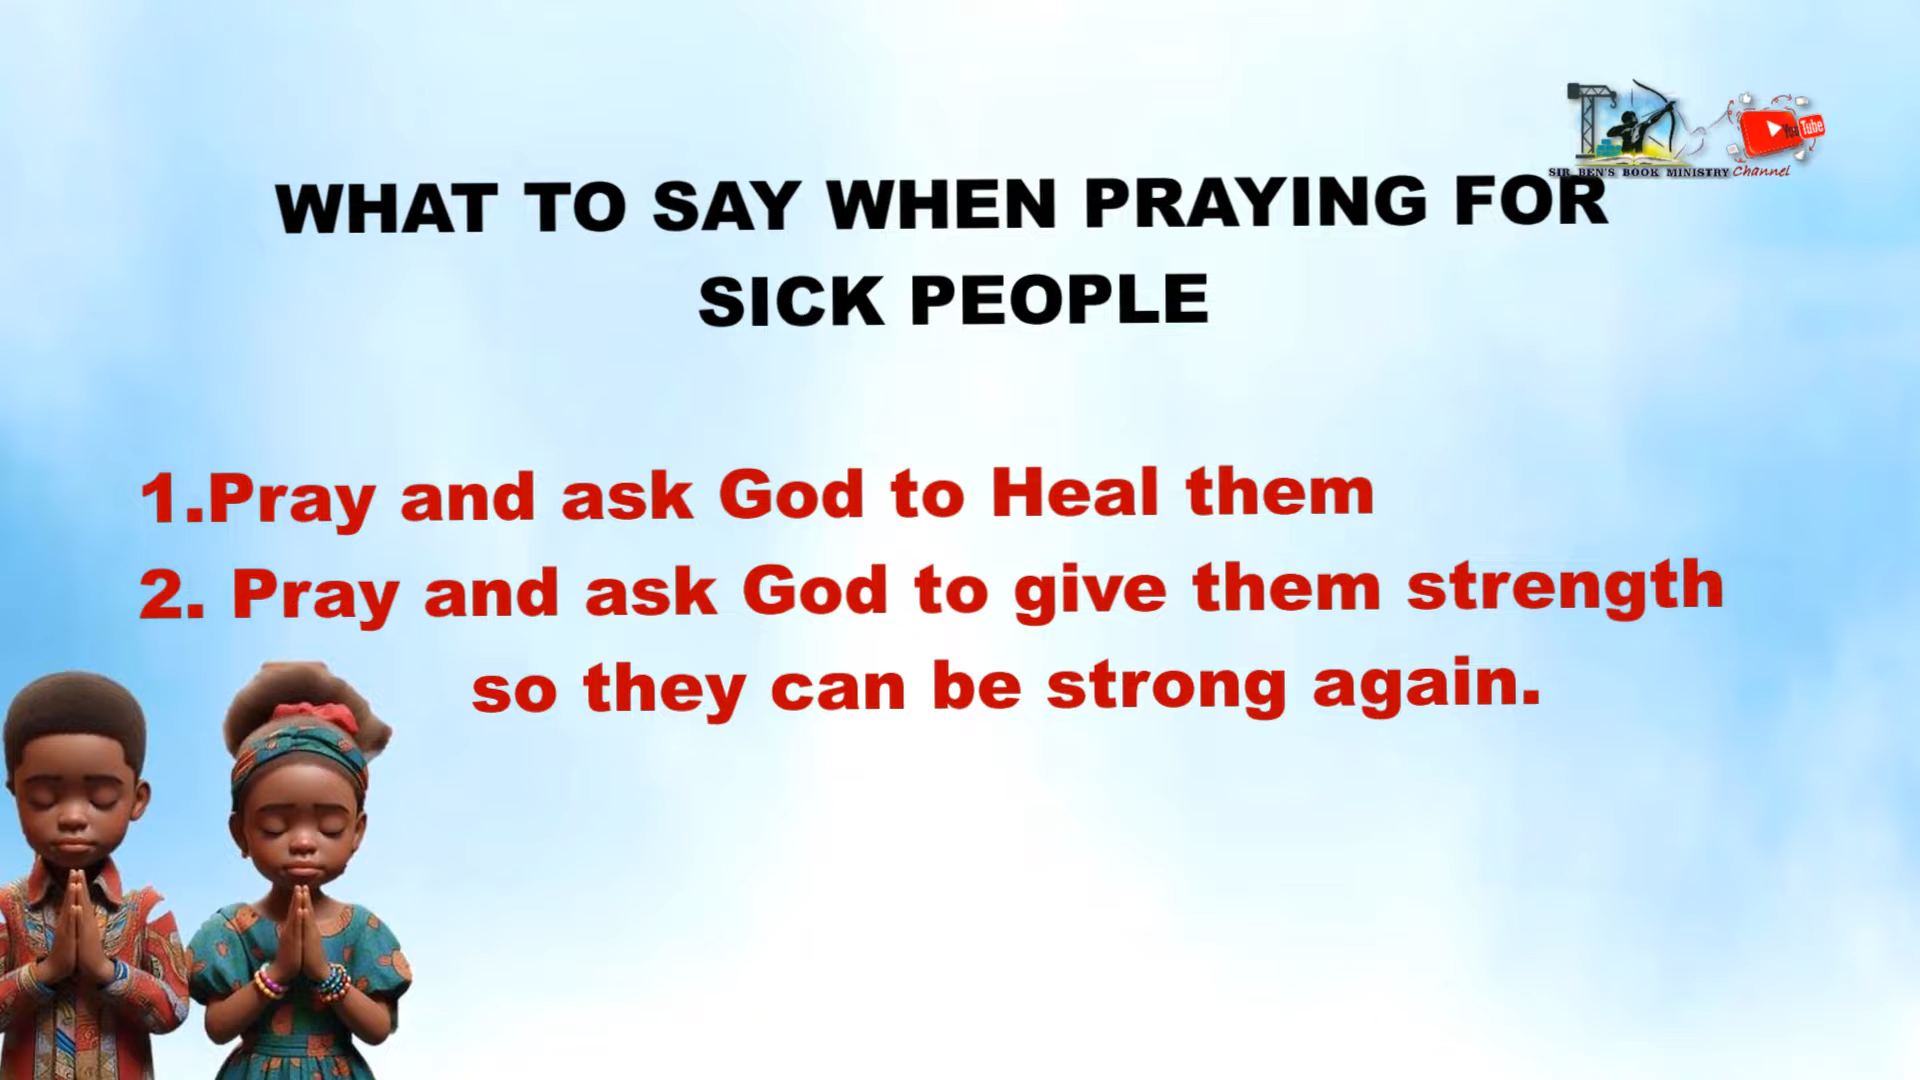 SIR BEN'S BOOK MINISTRY Channel
YouTube
WHAT TO SAY WHEN PRAYING FOR
SICK PEOPLE
1.Pray and ask God to Heal them
2. Pray and ask God to give them strength
so they can be strong again.